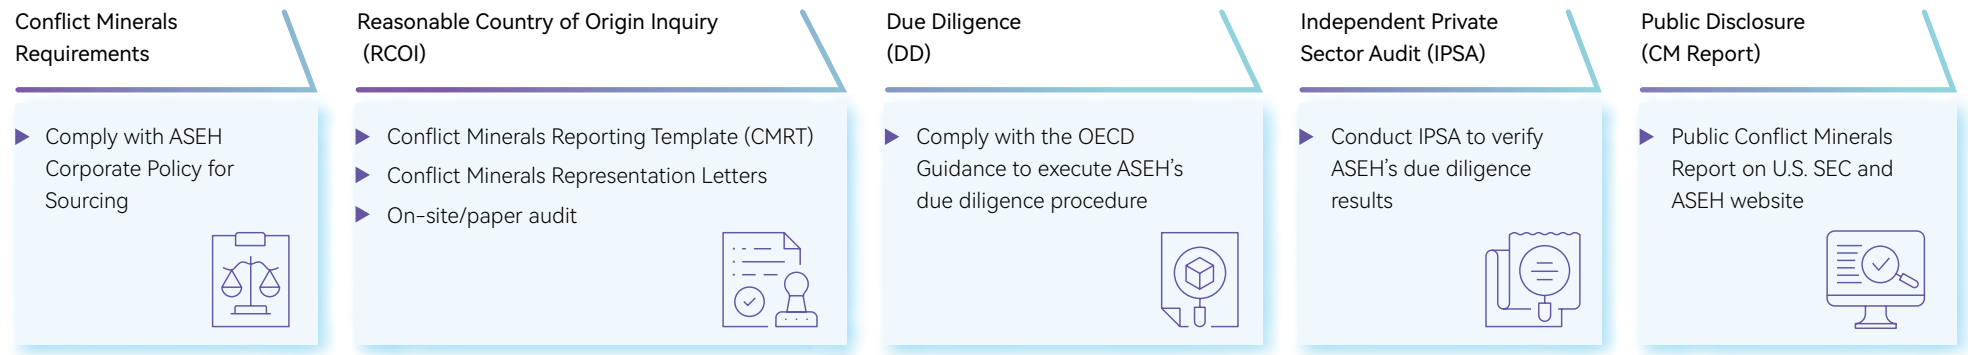 Conflict Minerals
Requirements
Comply with ASEH
Corporate Policy for
Sourcing
Reasonable Country of Origin Inquiry
(RCOI)
Conflict Minerals Reporting Template (CMRT)
Conflict Minerals Representation Letters
On-site/paper audit
Due Diligence
(DD)
Comply with the OECD
Guidance to execute ASEH’s
due diligence procedure
Independent Private
Sector Audit (IPSA)
Conduct IPSA to verify
ASEH’s due diligence
results
Public Disclosure
(CM Report)
Public Conflict Minerals
Report on U.S. SEC and
ASEH website